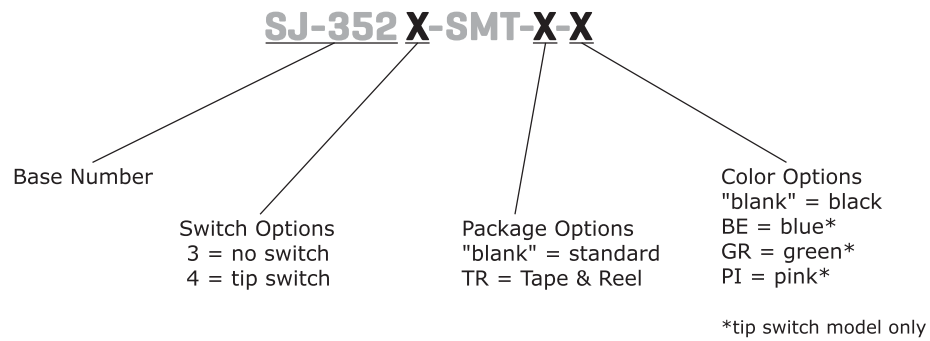 SJ-352 X-SMT-X-X
Base Number
Switch Options
3 = no switch
4 = tip switch
Package Options
"blank" = standard
TR = Tape & Reel
Color Options
"blank" = black
BE = blue*
GR = green*
PI = pink*
*tip switch model only